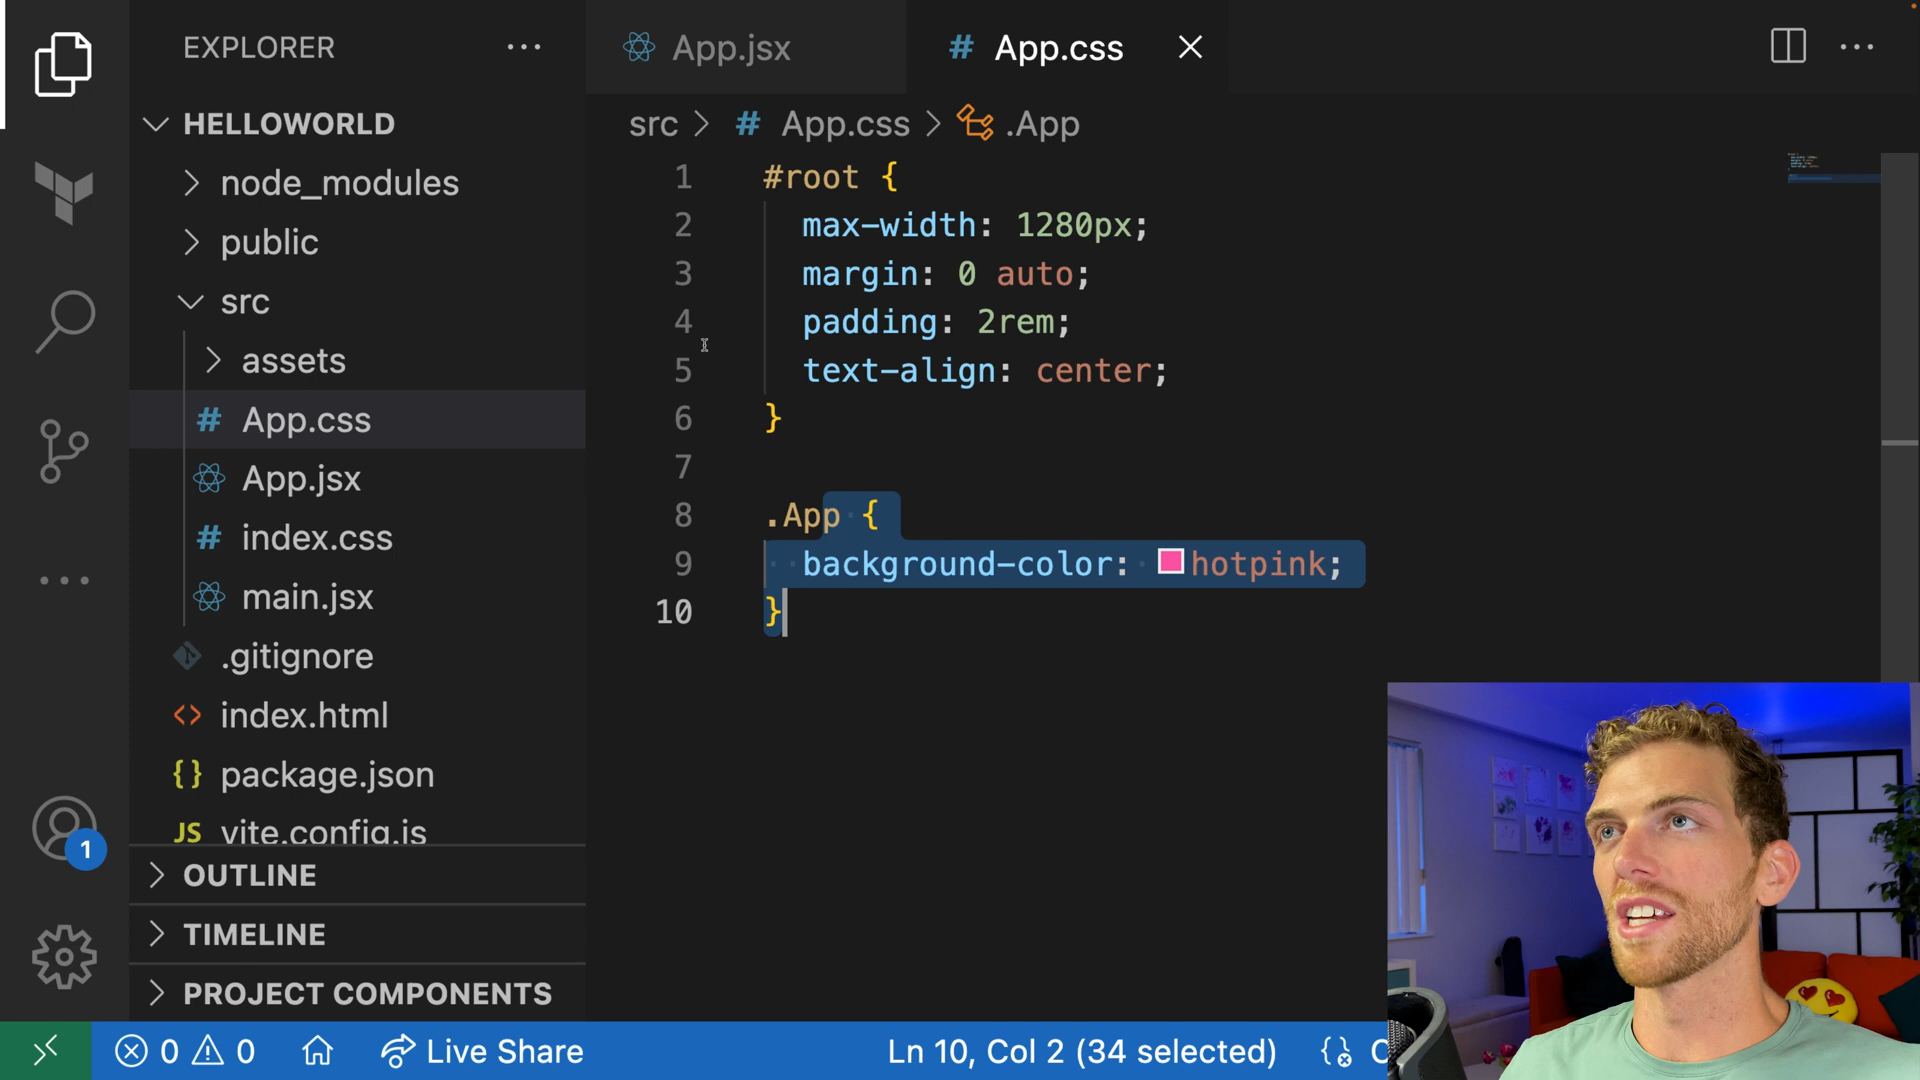 EXPLORER
App.jsx
# App.css
HELLOWORLD
src > # App.css > .App
node_modules
public
src
assets
# App.css
App.jsx
# index.css
main.jsx
.gitignore
<> index.html
{} package.json
JS vite.config.js
OUTLINE
TIMELINE
PROJECT COMPONENTS
1 #root {
2 max-width: 1280px;
3 margin: 0 auto;
4 padding: 2rem;
5 text-align: center;
6 }
7
8 .App {
9 background-color: hotpink;
10 }
1
0 0
Live Share
Ln 10, Col 2 (34 selected)